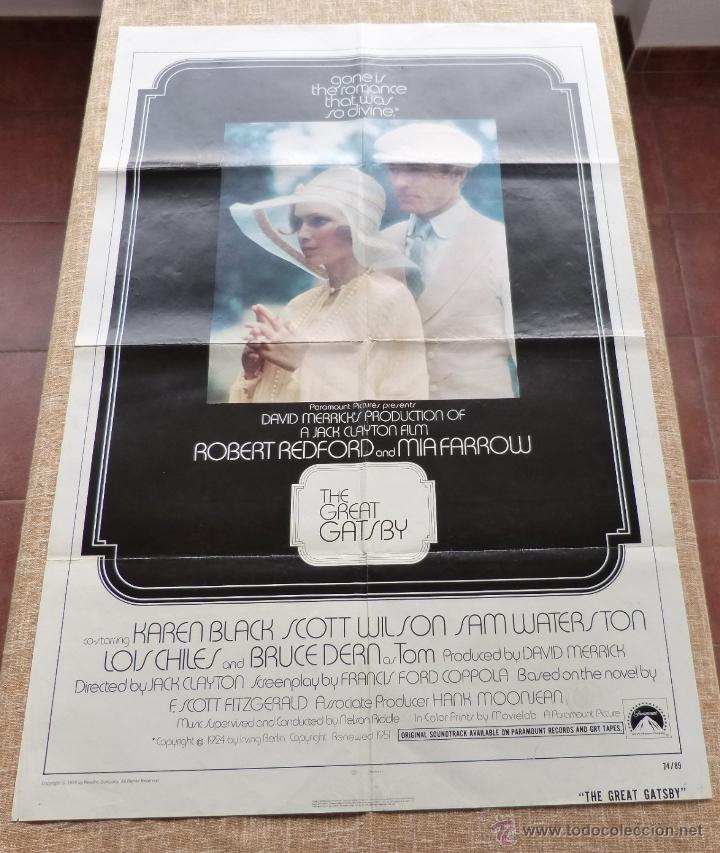 gone is
the romance
that was
so divine.*
Paramount Pictures presents
DAVID MERRICK'S PRODUCTION OF
A JACK CLAYTON FILM
ROBERT REDFORD and MIA FARROW
THE
GREAT
GATSBY
co-starring KAREN BLACK SCOTT WILSON SAM WATERSTON
LOIS CHILES and BRUCE DERN as Tom Produced by DAVID MERRICK
Directed by JACK CLAYTON Screenplay by FRANCIS FORD COPPOLA Based on the novel by
F. SCOTT FITZGERALD Associate Producer HANK MOONJEAN
Music Supervised and Conducted by Nelson Riddle In Color Prints by Movielab A Paramount Picture
*Copyright © 1924 by Irving Berlin Copyright Renewed 1951
ORIGINAL SOUNDTRACK AVAILABLE ON PARAMOUNT RECORDS AND GRT TAPES
Paramount
74/89
"THE GREAT GATSBY"
www.todocoleccion.net